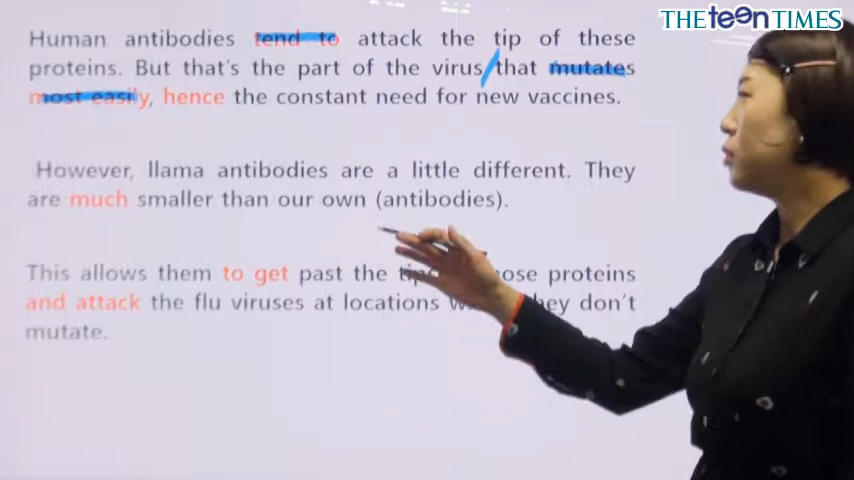 THE teen TIMES
Human antibodies tend to attack the tip of these
proteins. But that's the part of the virus that mutates
most easily, hence the constant need for new vaccines.
However, llama antibodies are a little different. They
are much smaller than our own (antibodies).
This allows them to get past the proteins
and attack the flu viruses at locations they don't
mutate.